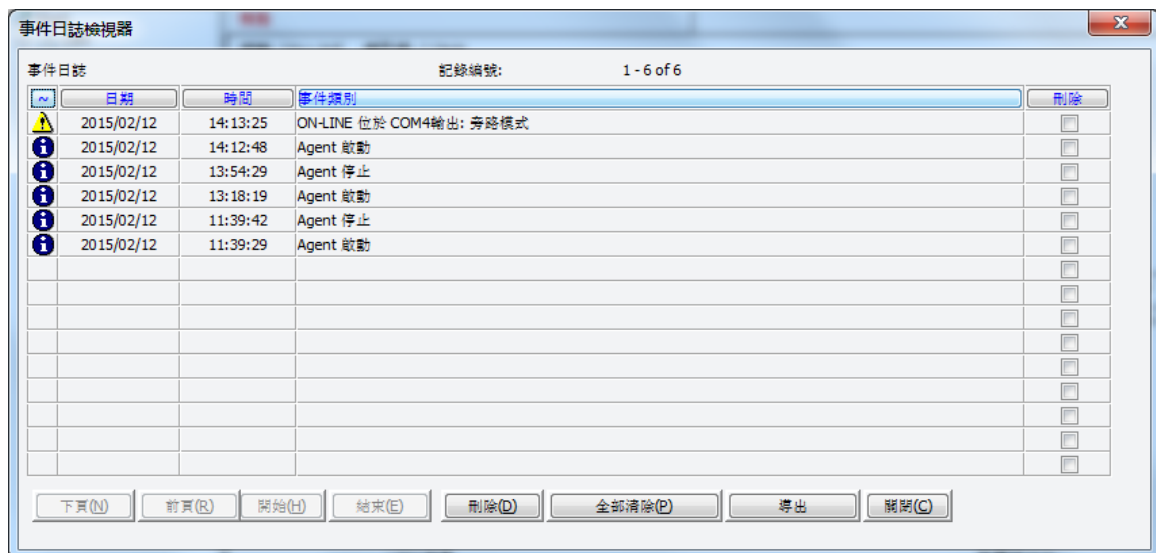 事件日誌檢視器
事件日誌 記錄編號: 1 - 6 of 6
~ 日期 時間 事件類別 刪除
2015/02/12 14:13:25 ON-LINE 位於 COM4輸出: 旁路模式
2015/02/12 14:12:48 Agent 啟動
2015/02/12 13:54:29 Agent 停止
2015/02/12 13:18:19 Agent 啟動
2015/02/12 11:39:42 Agent 停止
2015/02/12 11:39:29 Agent 啟動
下頁(N) 前頁(R) 開始(H) 結束(E) 刪除(D) 全部清除(P) 導出 關閉(C)